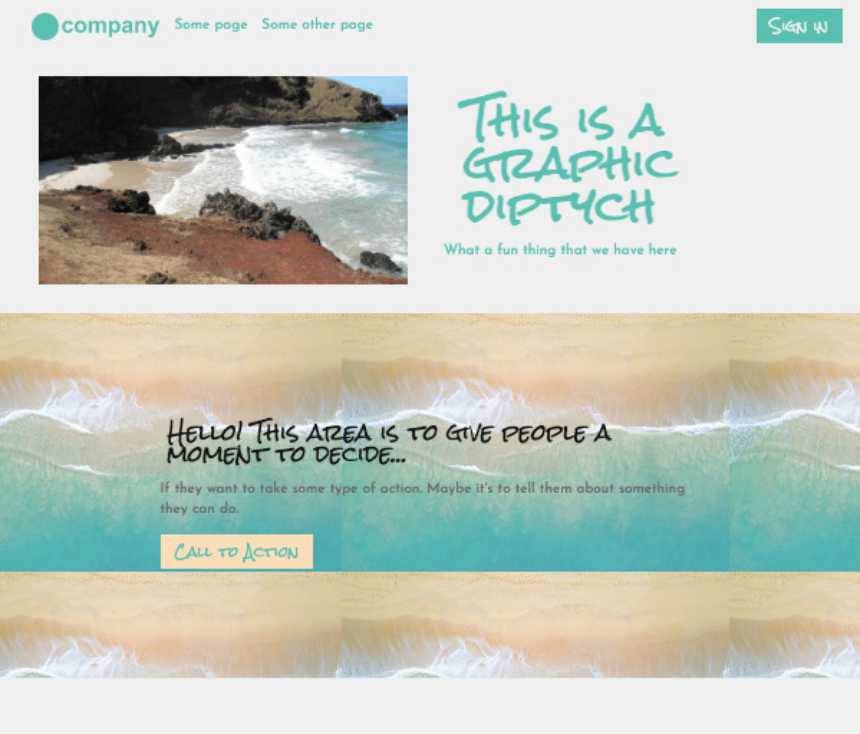 company
Some page
Some other page
Sign in
This is a
graphic
diptych
What a fun thing that we have here
Hello! This area is to give people a
moment to decide...
If they want to take some type of action. Maybe it's to tell them about something
they can do.
Call to Action